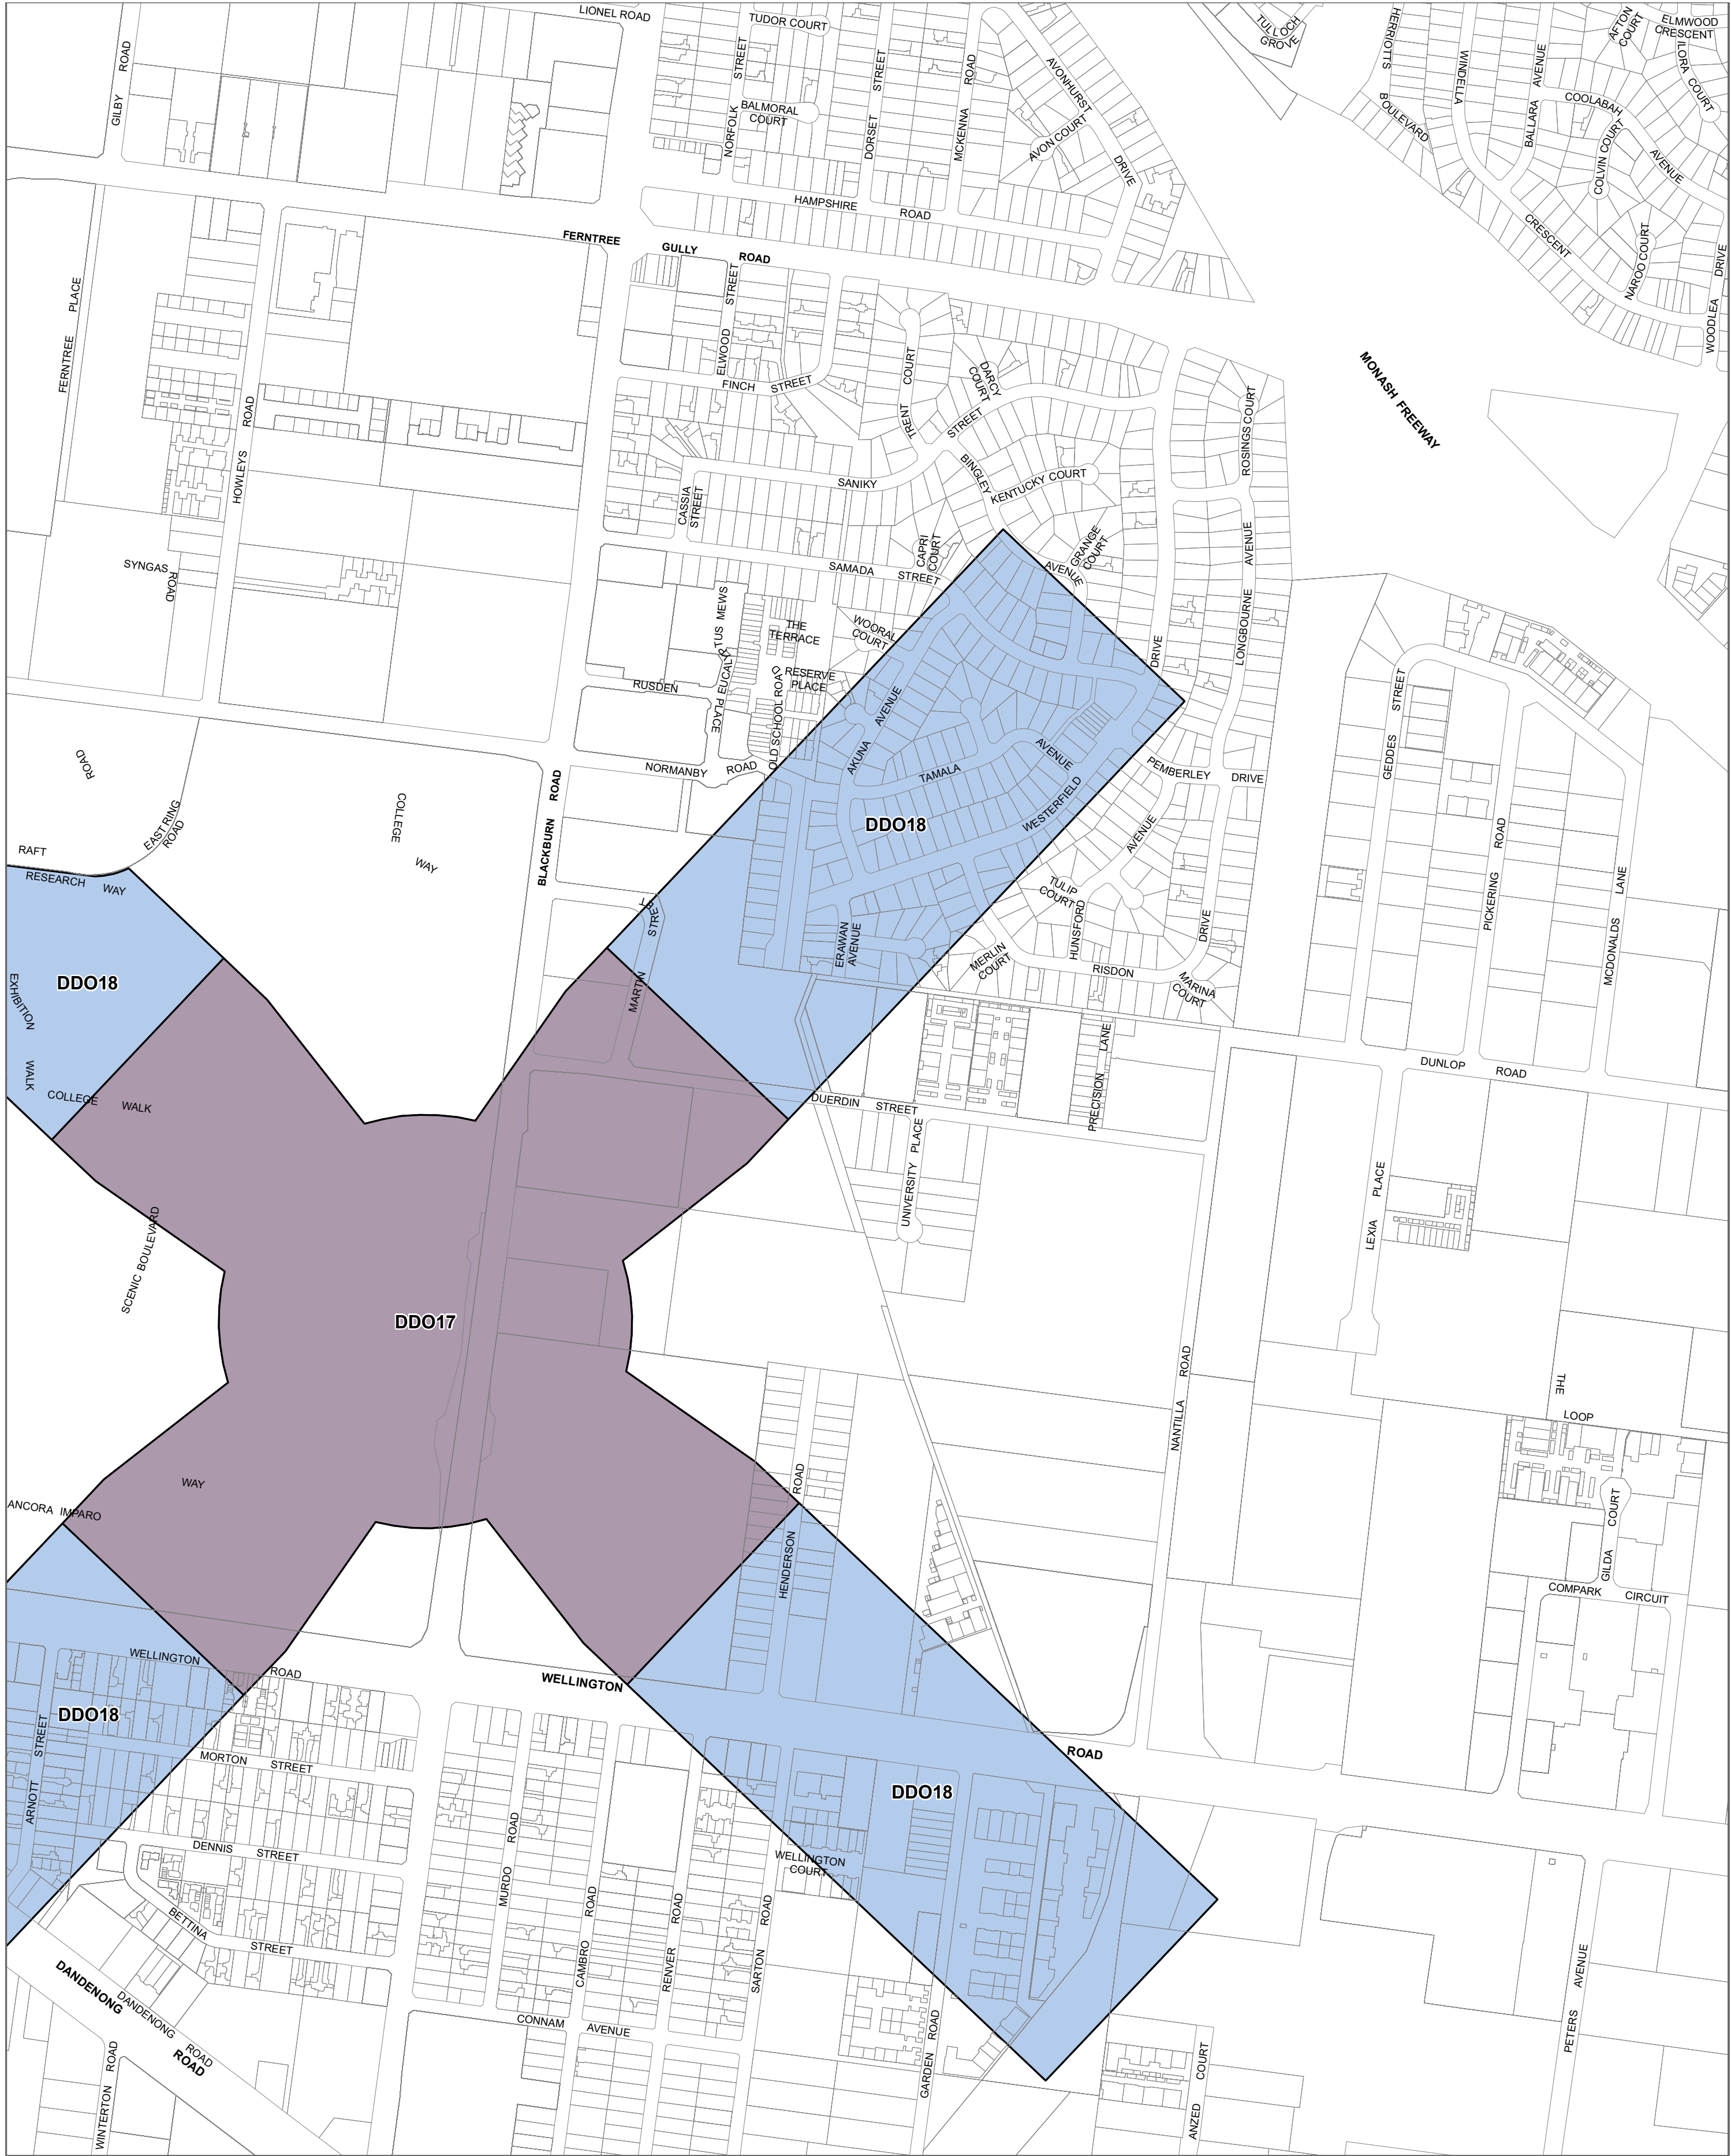 LIONEL ROAD
TUDOR COURT
TULLOCH
GROVE
HERRIOTTS
BOULEVARD
WINDELLA
CRESCENT
BALLARA AVENUE
AFTON
COURT
ELMWOOD
CRESCENT
ILORA COURT
COOLABAH
AVENUE
COLVIN COURT
NAROO COURT
WOODLEA DRIVE
GILBY ROAD
NORFOLK STREET
BALMORAL
COURT
DORSET STREET
MCKENNA ROAD
AVONHURST
DRIVE
AVON COURT
HAMPSHIRE ROAD
FERNTREE GULLY ROAD
FERNTREE PLACE
HOWLEYS ROAD
ELWOOD STREET
FINCH STREET
TRENT COURT
DARCY
COURT
SANIKY STREET
BINGLEY
AVENUE
KENTUCKY COURT
ROSINGS COURT
MONASH FREEWAY
CASSIA
STREET
CAPRI
COURT
GRANGE
COURT
SAMADA STREET
SYNGAS
ROAD
THE
TERRACE
WOORAL
COURT
RESERVE
PLACE
TUS MEWS
EUCALY
PLACE
RUSDEN
OLD SCHOOL ROAD
NORMANBY ROAD
AKUNA AVENUE
TAMALA
AVENUE
WESTERFIELD
DRIVE
LONGBOURNE AVENUE
PEMBERLEY DRIVE
GEDDES STREET
PICKERING ROAD
MCDONALDS LANE
ROAD
EAST RING
ROAD
COLLEGE
WAY
BLACKBURN ROAD
RAFT
RESEARCH WAY
DDO18
DDO18
EXHIBITION
WALK
COLLEGE WALK
MARTIN
STRE
ERAWAN
AVENUE
MERLIN
COURT
TULIP
COURT
HUNSFORD
AVENUE
RISDON
DRIVE
MARINA
COURT
DUERDIN STREET
PRECISION LANE
UNIVERSITY PLACE
DUNLOP ROAD
LEXIA PLACE
SCENIC BOULEVARD
DDO17
NANTILLA ROAD
THE
LOOP
GILDA COURT
COMPARK CIRCUIT
WAY
ANCORA IMPARO
HENDERSON ROAD
WELLINGTON ROAD
WELLINGTON ROAD
DDO18
DDO18
ARNOTT STREET
MORTON STREET
DENNIS STREET
BETTINA
STREET
MURDO ROAD
CAMBRO ROAD
RENVER ROAD
SARTON ROAD
WELLINGTON
COURT
CONNAM AVENUE
GARDEN ROAD
ANZED COURT
PETERS AVENUE
DANDENONG
ROAD
DANDENONG
ROAD
WINTERTON ROAD